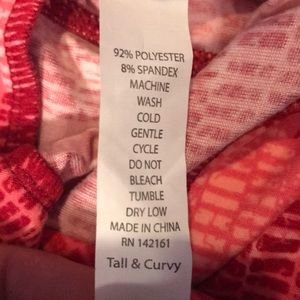 92% POLYESTER
8% SPANDEX
MACHINE
WASH
COLD
GENTLE
CYCLE
DO NOT
BLEACH
TUMBLE
DRY LOW
MADE IN CHINA
RN 142161
Tall & Curvy